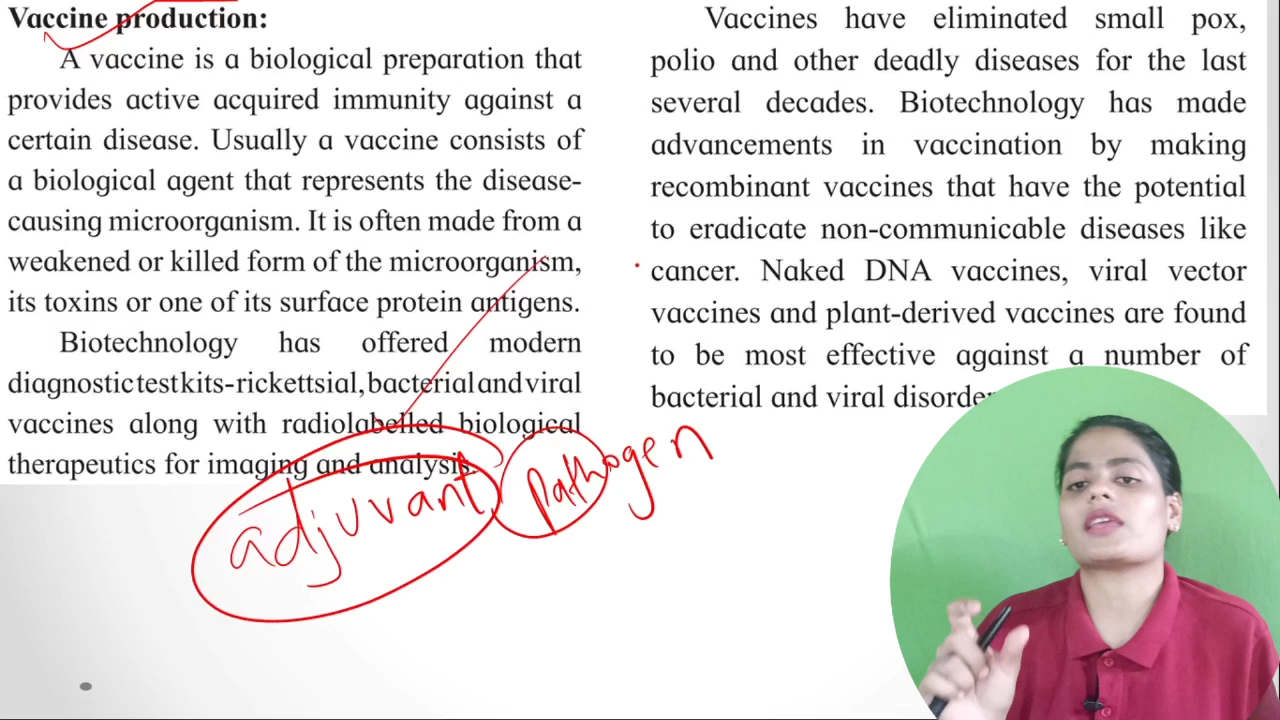 Vaccine production:
A vaccine is a biological preparation that
provides active acquired immunity against a
certain disease. Usually a vaccine consists of
a biological agent that represents the disease-
causing microorganism. It is often made from a
weakened or killed form of the microorganism,
its toxins or one of its surface protein antigens.
Biotechnology has offered modern
diagnostic test kits-rickettsial, bacterial and viral
vaccines along with radiolabelled biological
therapeutics for imaging and analysis.
Vaccines have eliminated small pox,
polio and other deadly diseases for the last
several decades. Biotechnology has made
advancements in vaccination by making
recombinant vaccines that have the potential
to eradicate non-communicable diseases like
cancer. Naked DNA vaccines, viral vector
vaccines and plant-derived vaccines are found
to be most effective against a number of
bacterial and viral
adjuvant pathogen